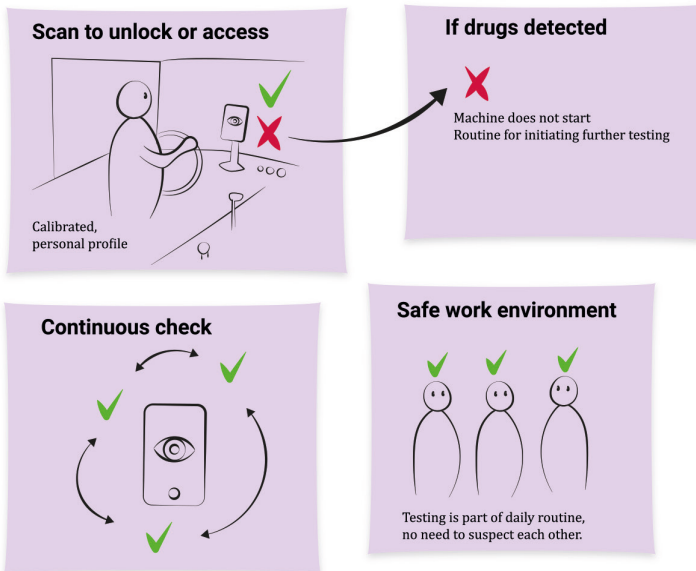 Scan to unlock or access
Calibrated,
personal profile
If drugs detected
Machine does not start
Routine for initiating further testing
Continuous check
Safe work environment
Testing is part of daily routine,
no need to suspect each other.